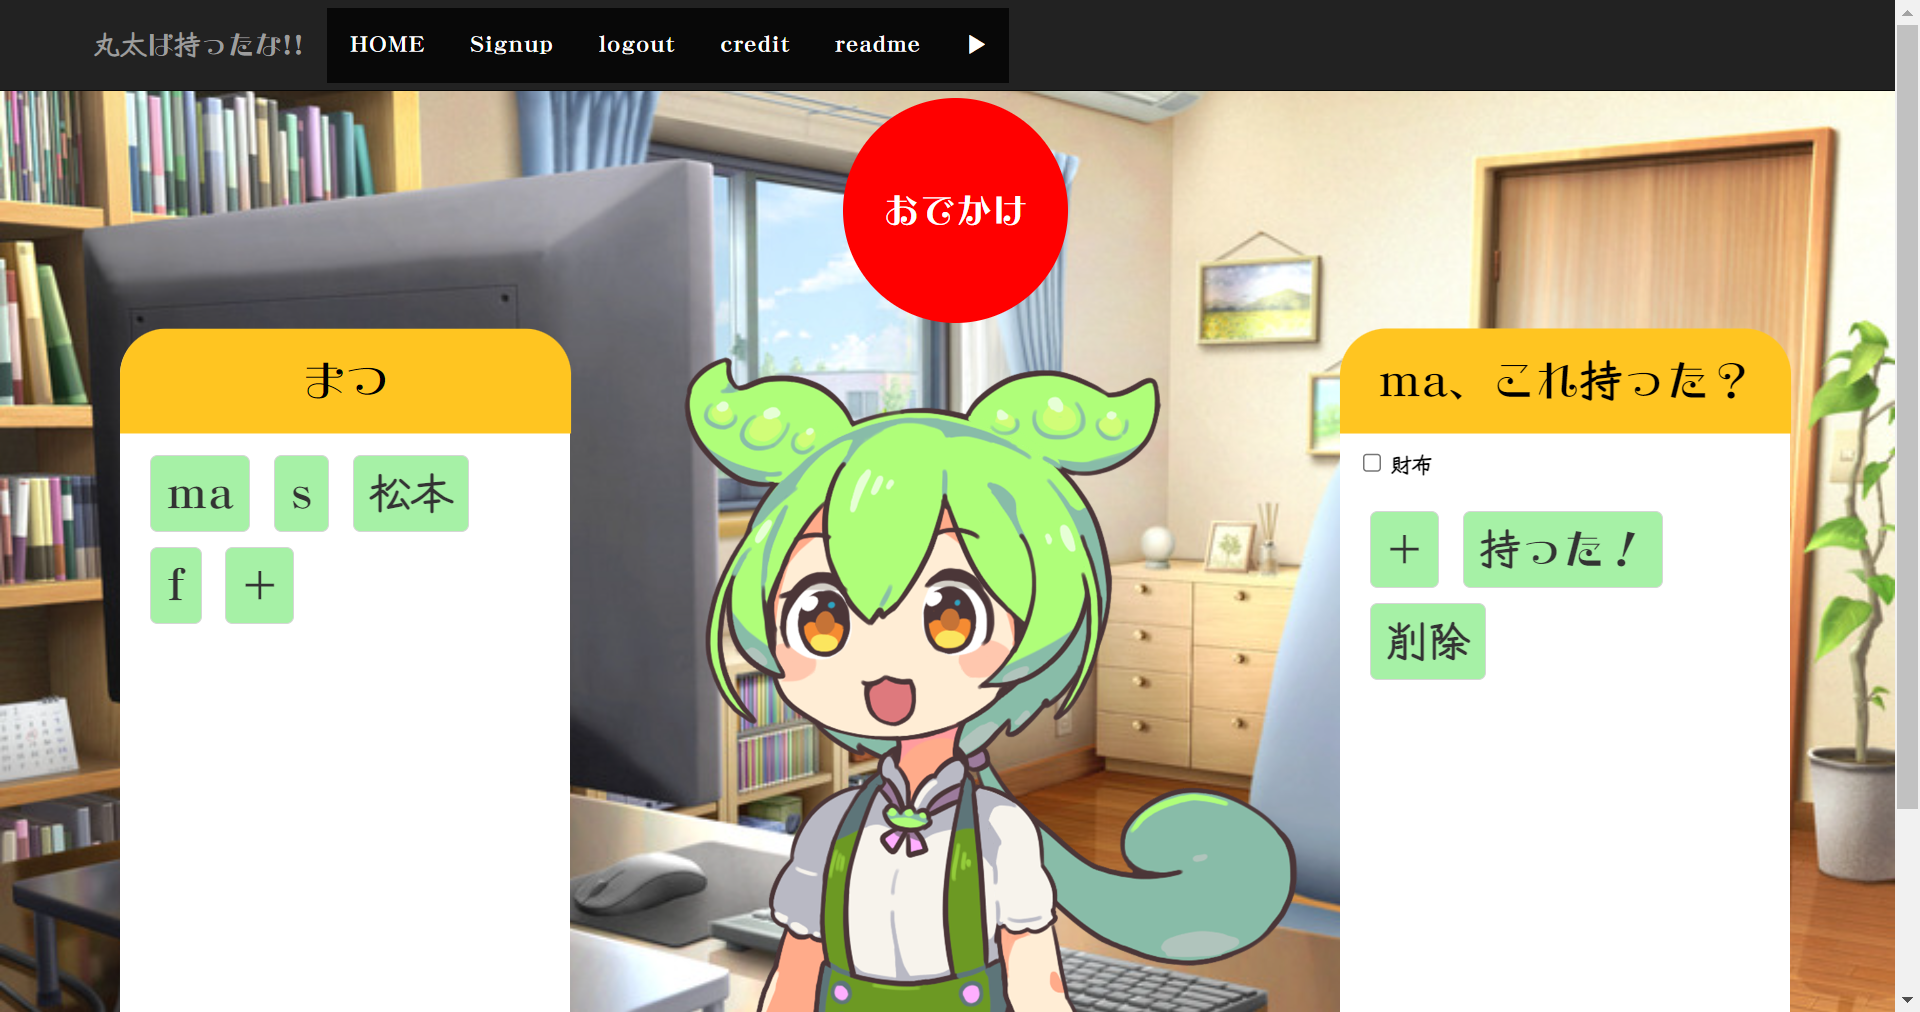 丸太は持ったな!!
HOME Signup logout credit readme ▶
おでかけ
まつ
ma s 松本
f +
ma、これ持った？
財布
+ 持った！
削除